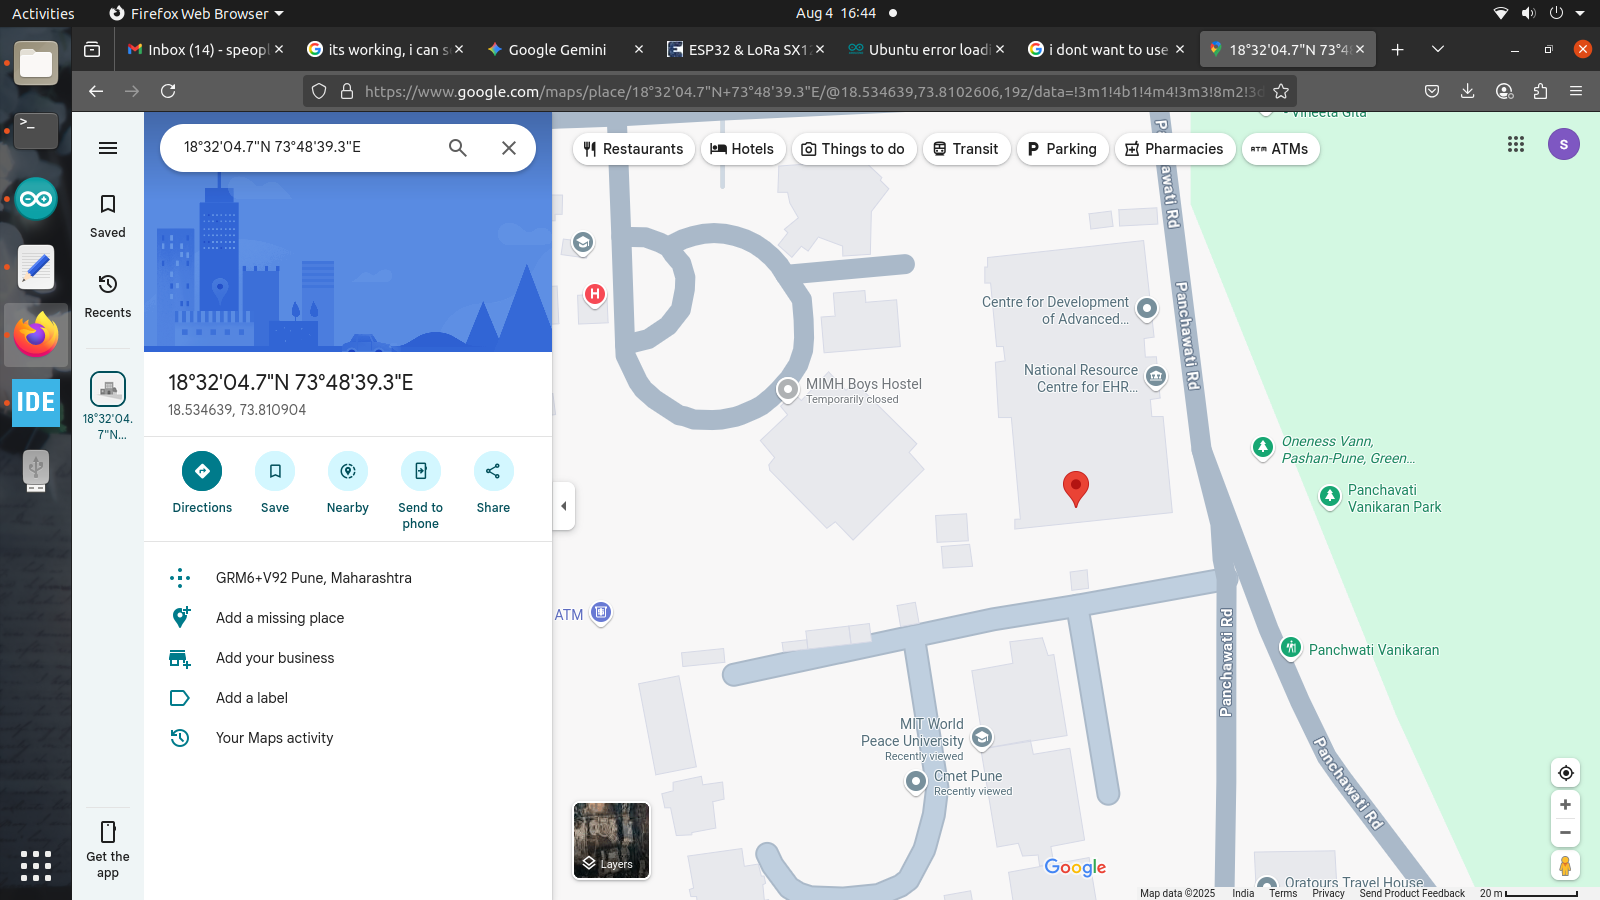 Activities
Firefox Web Browser
Aug 4 16:44
Inbox (14) - speopl
its working, i can s
Google Gemini
ESP32 & LoRa SX12
Ubuntu error loadi
i dont want to use
18°32'04.7"N 73°48
https://www.google.com/maps/place/18°32'04.7"N+73°48'39.3"E/@18.534639,73.8102606,19z/data=!3m1!4b1!4m4!3m3!8m2!3d
18°32'04.7"N 73°48'39.3"E
Saved
Recents
18°32'04.
7"N...
Get the
app
18°32'04.7"N 73°48'39.3"E
18.534639, 73.810904
Directions
Save
Nearby
Send to
phone
Share
GRM6+V92 Pune, Maharashtra
Add a missing place
Add your business
Add a label
Your Maps activity
IDE
Restaurants
Hotels
Things to do
Transit
Parking
Pharmacies
ATM ATMs
S
Vineeta Gita
Panchawati Rd
Panchawati Rd
H
Centre for Development
of Advanced...
National Resource
Centre for EHR...
MIMH Boys Hostel
Temporarily closed
Oneness Vann,
Pashan-Pune, Green...
Panchavati
Vanikaran Park
ATM
Panchawati Rd
Panchwati Vanikaran
MIT World
Peace University
Recently viewed
Cmet Pune
Recently viewed
Panchawati Rd
Layers
Google
Oratours Travel House
Map data ©2025
India
Terms
Privacy
Send Product Feedback
20 m